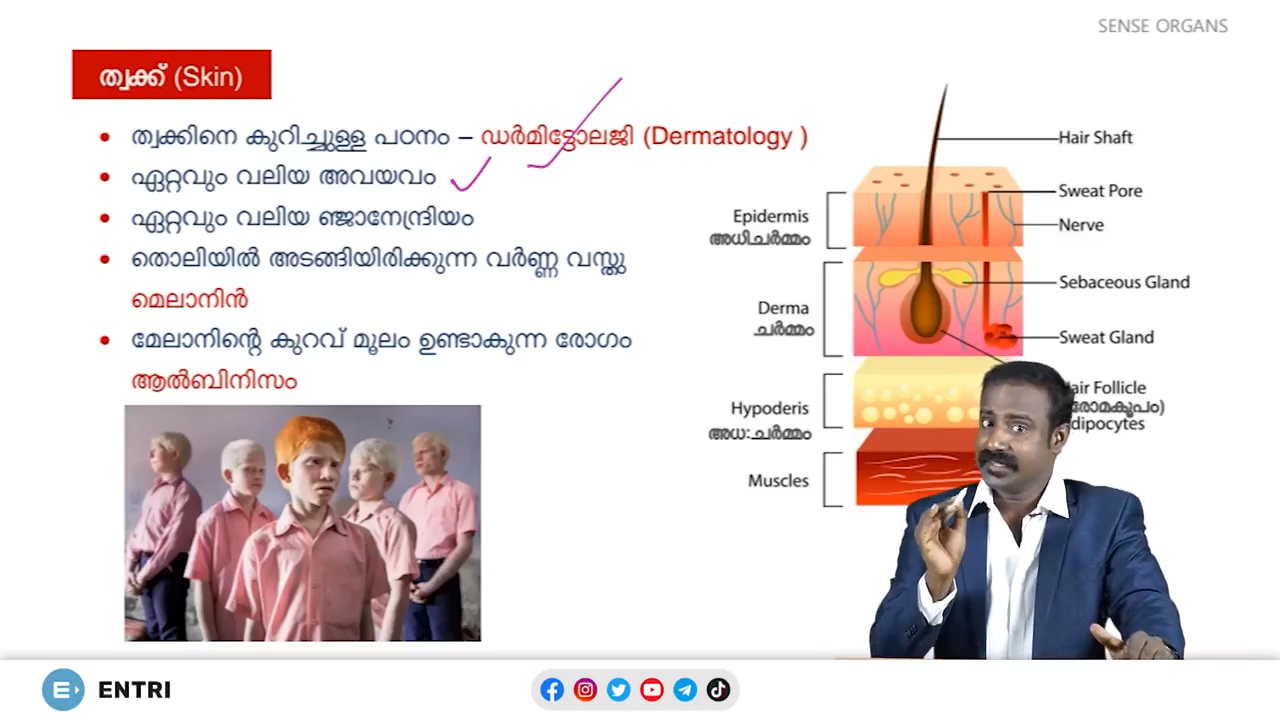 SENSE ORGANS
ത്വക്ക് (Skin)
ത്വക്കിനെ കുറിച്ചുള്ള പഠനം – ഡർമിട്ടോലജി (Dermatology )
ഏറ്റവും വലിയ അവയവം
ഏറ്റവും വലിയ ഞ്ജാനേന്ദ്രിയം
തൊലിയിൽ അടങ്ങിയിരിക്കുന്ന വർണ്ണ വസ്തു
മെലാനിൻ
മേലാനിന്റെ കുറവ് മൂലം ഉണ്ടാകുന്ന രോഗം
ആൽബിനിസം
Hair Shaft
Sweat Pore
Epidermis
അധിചർമ്മം
Nerve
Sebaceous Gland
Derma
ചർമ്മം
Sweat Gland
Hypoderis
അധ:ചർമ്മം
Follicle
Muscles
ENTRI